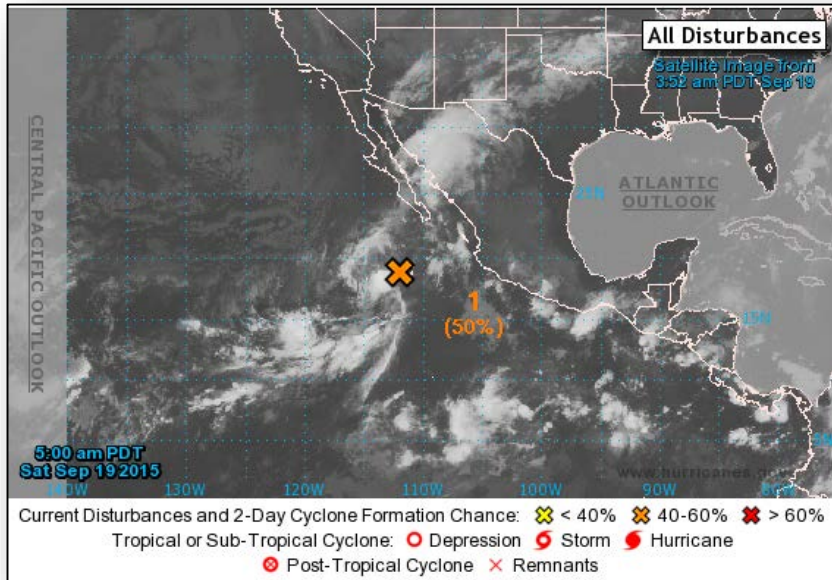 All Disturbances
Satellite Image from
3:52 am PDT Sep 19
CENTRAL PACIFIC OUTLOOK
ATLANTIC
OUTLOOK
25N
1
(50%)
15N
5N
5:00 am PDT
Sat Sep 19 2015
www.hurricanes.gov
140W 130W 120W 110W 100W 90W 80W
Current Disturbances and 2-Day Cyclone Formation Chance: < 40% 40-60% > 60%
Tropical or Sub-Tropical Cyclone: Depression Storm Hurricane
Post-Tropical Cyclone Remnants